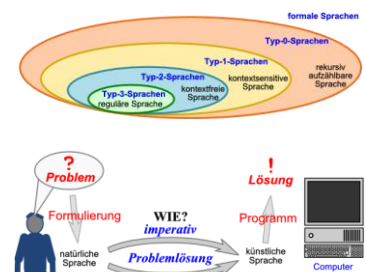 formale Sprachen
Typ-0-Sprachen
Typ-1-Sprachen
Typ-2-Sprachen
kontextsensitive
Sprache
rekursiv
aufzählbare
Sprache
kontextfreie
Sprache
Typ-3-Sprachen
reguläre Sprache
?
Problem
!
Lösung
Formulierung
WIE?
imperativ
Programm
natürliche
Sprache
Problemlösung
künstliche
Sprache
Computer